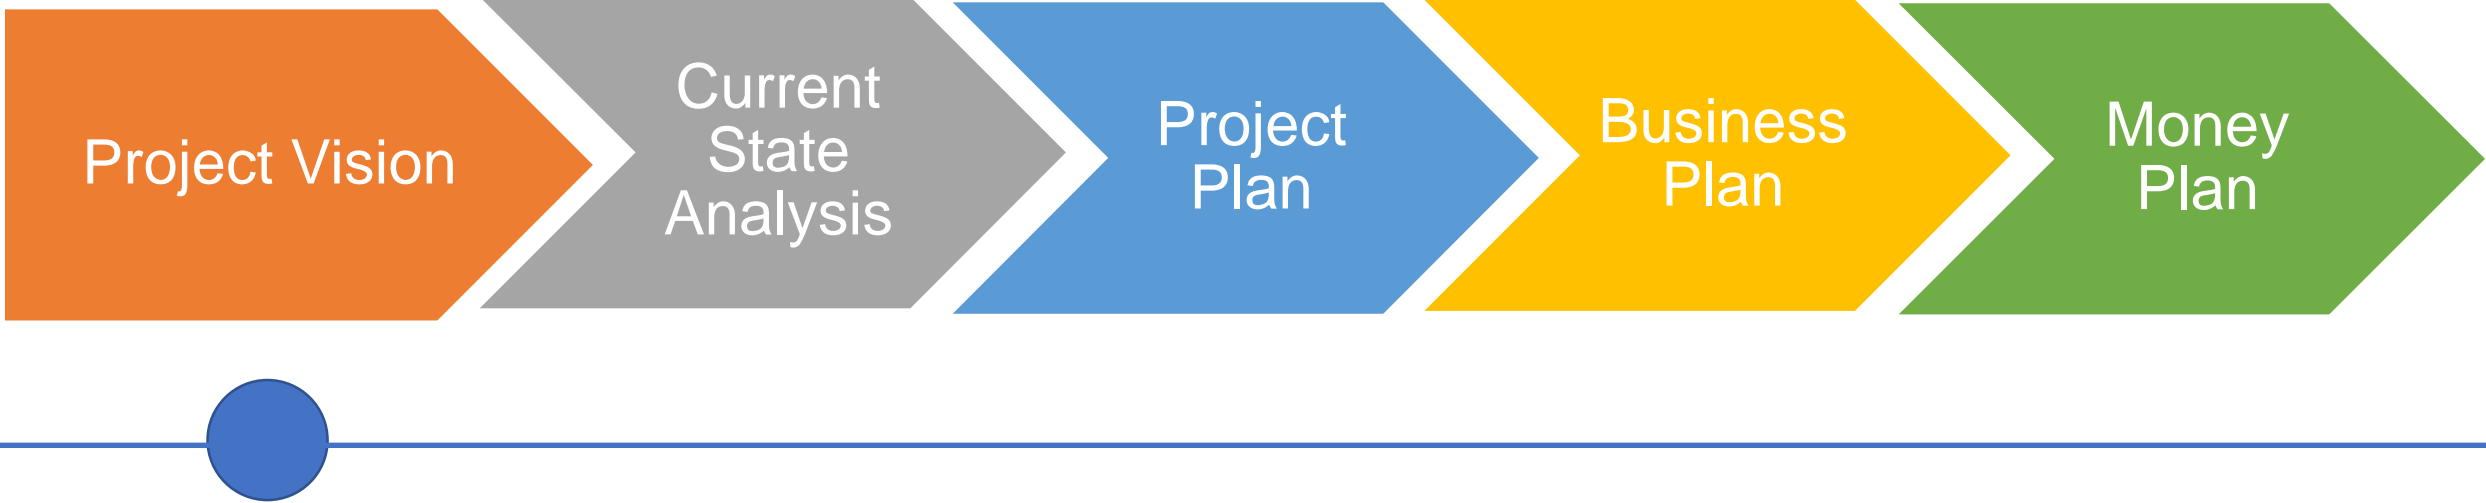 Project Vision
Current
State
Analysis
Project
Plan
Business
Plan
Money
Plan